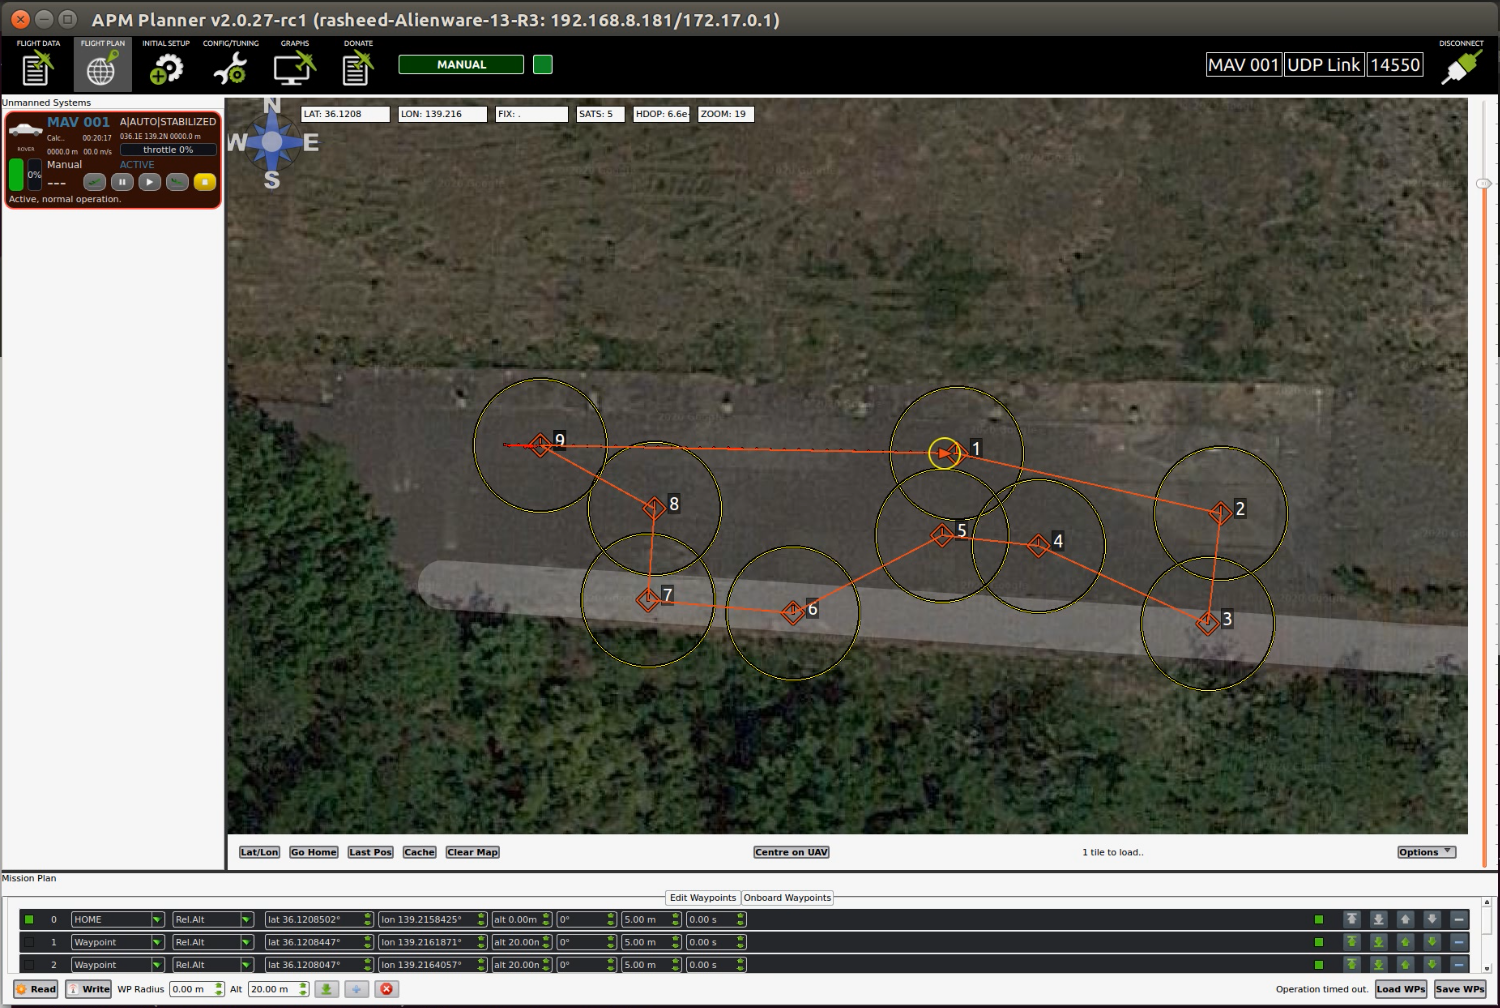 APM Planner v2.0.27-rc1 (rasheed-Alienware-13-R3: 192.168.8.181/172.17.0.1)
FLIGHT DATA FLIGHT PLAN INITIAL SETUP CONFIG/TUNING GRAPHS DONATE DISCONNECT
MANUAL MAV 001 UDP Link 14550
Unmanned Systems
MAV 001 A|AUTO|STABILIZED
Calc.. 00:20:17 036.1E 139.2N 0000.0 m
ROVER 0000.0 m 00.0 m/s throttle 0%
Manual ACTIVE
0% ---
Active, normal operation.
N
W E
S
LAT: 36.1208 LON: 139.216 FIX: . SATS: 5 HDOP: 6.6e- ZOOM: 19
9
1
8
2
5
4
7
6
3
Lat/Lon Go Home Last Pos Cache Clear Map Centre on UAV 1 tile to load.. Options
Mission Plan
Edit Waypoints Onboard Waypoints
0 HOME Rel.Alt lat 36.1208502° lon 139.2158425° alt 0.00m 0° 5.00 m 0.00 s
1 Waypoint Rel.Alt lat 36.1208447° lon 139.2161871° alt 20.00n 0° 5.00 m 0.00 s
2 Waypoint Rel.Alt lat 36.1208047° lon 139.2164057° alt 20.00n 0° 5.00 m 0.00 s
Read Write WP Radius 0.00 m Alt 20.00 m Operation timed out. Load WPs Save WPs